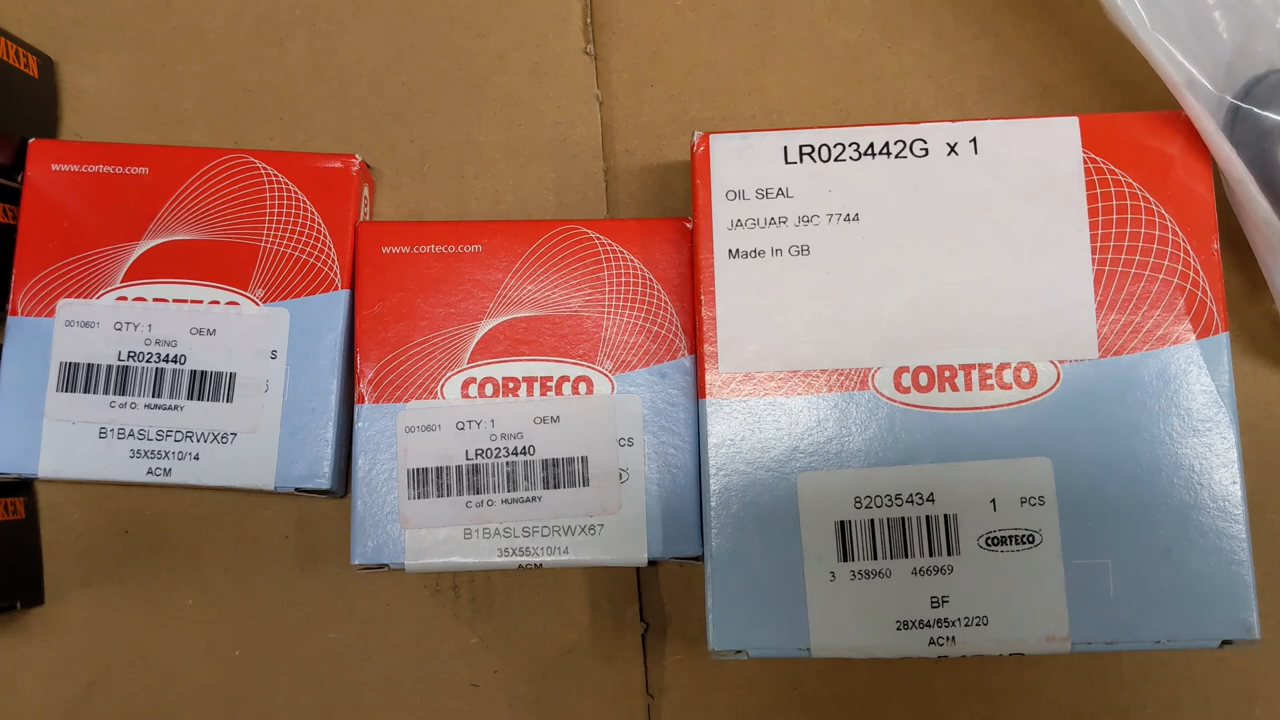 MKEN
KEN
KEN
www.corteco.com
CORTECO
0010601 QTY: 1 OEM
O RING
LR023440
C of O: HUNGARY
B1BASLSFDRWX67
35X55X10/14
ACM
www.corteco.com
CORTECO
0010601 QTY: 1 OEM
O RING
LR023440
CS
C of O: HUNGARY
B1BASLSFDRWX67
35X55X10/14
ACM
LR023442G x 1
OIL SEAL
JAGUAR J9C 7744
Made In GB
CORTECO
82035434 1 PCS
CORTECO
3 358960 466969
BF
28X64/65x12/20
ACM